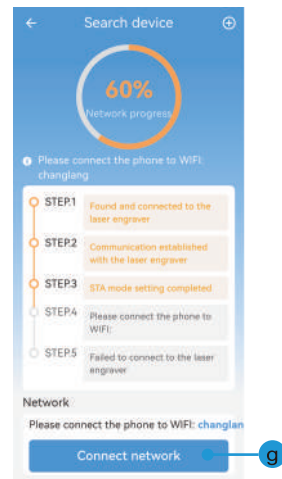 Search device
60%
Network progress
Please connect the phone to WIFI:
changlang
STEP.1
Found and connected to the
laser engraver
STEP.2
Communication established
with the laser engraver
STEP.3
STA mode setting completed
STEP.4
Please connect the phone to
WIFI:
STEP.5
Failed to connect to the laser
engraver
Network
Please connect the phone to WIFI: changlan
Connect network
g